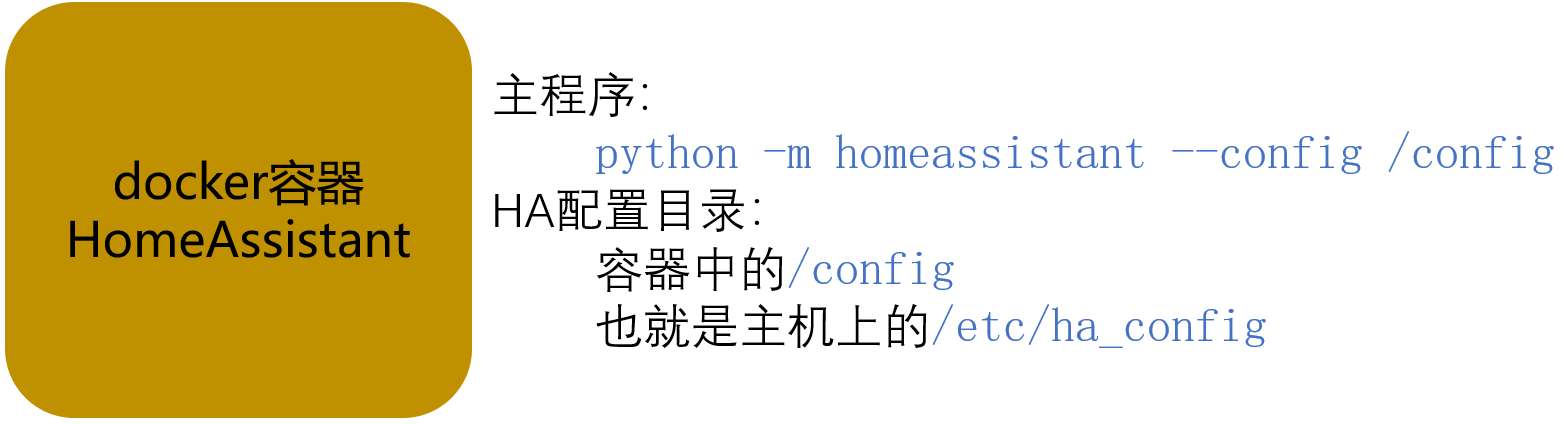 docker容器
HomeAssistant
主程序:
python -m homeassistant --config /config
HA配置目录:
容器中的/config
也就是主机上的/etc/ha_config